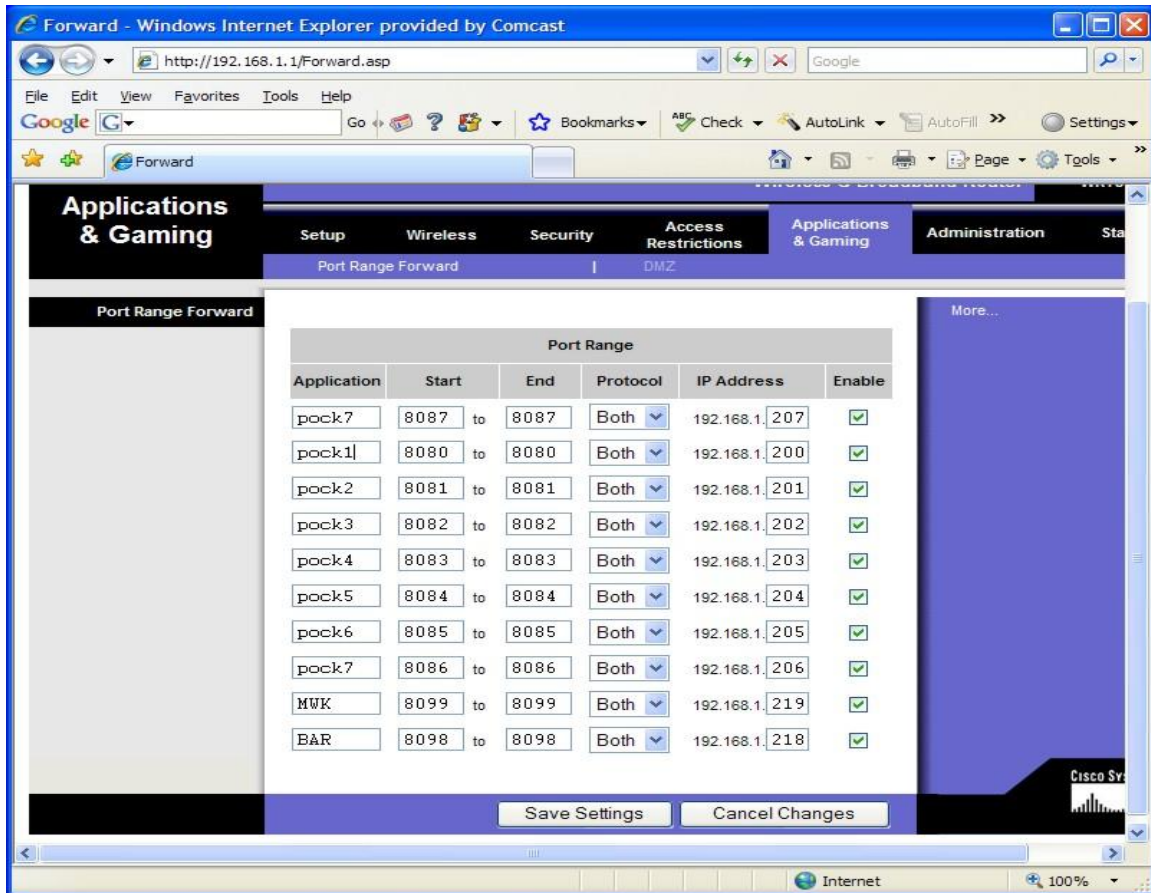 Forward - Windows Internet Explorer provided by Comcast
http://192.168.1.1/Forward.asp
Google
File Edit View Favorites Tools Help
Google G Go Bookmarks ABC Check AutoLink AutoFill >> Settings
Forward Page Tools >>
Applications & Gaming
Setup Wireless Security Access Restrictions Applications & Gaming Administration
Port Range Forward | DMZ
Port Range Forward
More...
Port Range
Application Start End Protocol IP Address Enable
pock7 8087 to 8087 Both 192.168.1. 207
pock1 8080 to 8080 Both 192.168.1. 200
pock2 8081 to 8081 Both 192.168.1. 201
pock3 8082 to 8082 Both 192.168.1. 202
pock4 8083 to 8083 Both 192.168.1. 203
pock5 8084 to 8084 Both 192.168.1. 204
pock6 8085 to 8085 Both 192.168.1. 205
pock7 8086 to 8086 Both 192.168.1. 206
MWK 8099 to 8099 Both 192.168.1. 219
BAR 8098 to 8098 Both 192.168.1. 218
Cisco
Save Settings Cancel Changes
Internet 100%